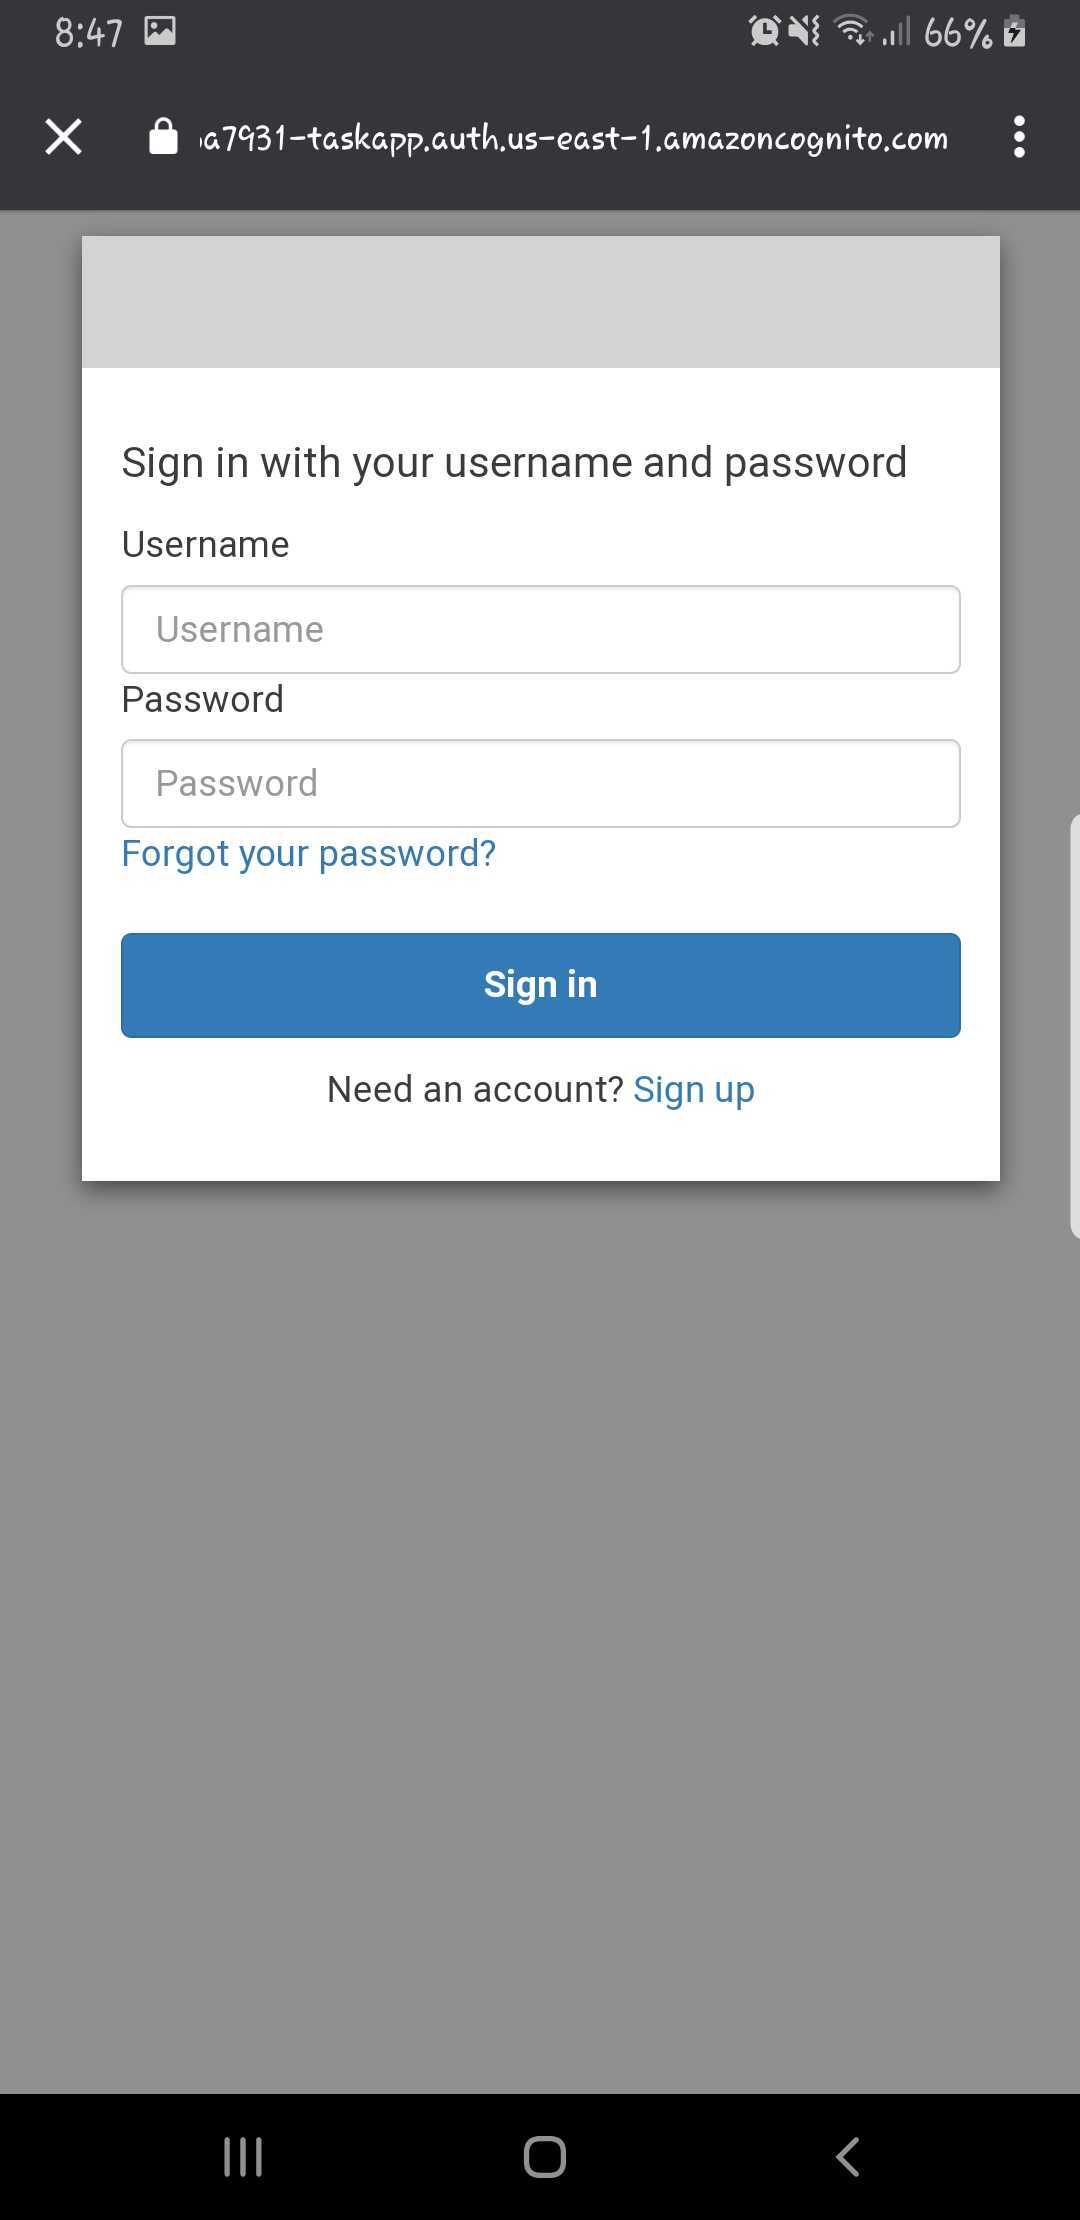 8:47 66%
a7931-taskapp.auth.us-east-1.amazoncognito.com
Sign in with your username and password
Username
Username
Password
Password
Forgot your password?
Sign in
Need an account? Sign up